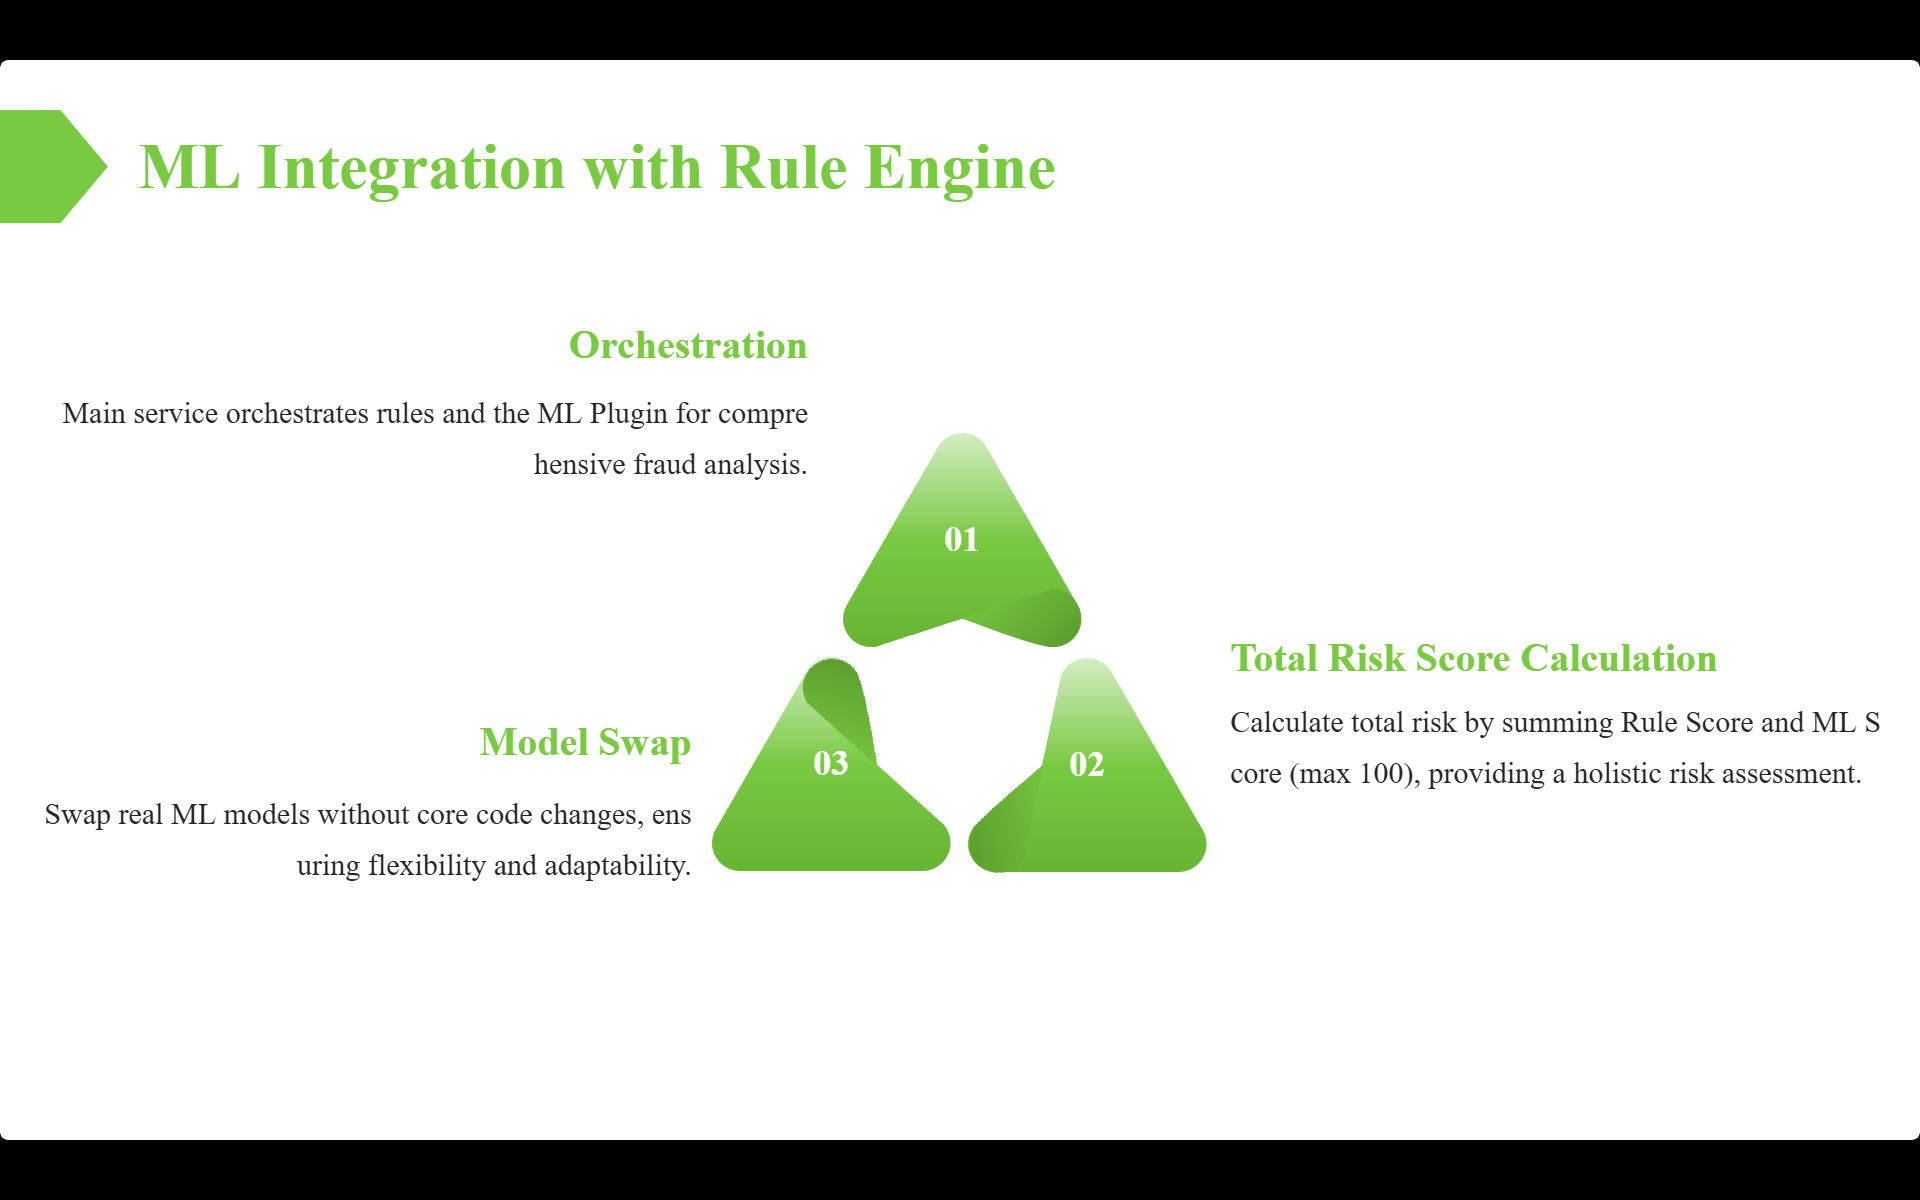 ML Integration with Rule Engine
Orchestration
Main service orchestrates rules and the ML Plugin for compre
hensive fraud analysis.
01
Total Risk Score Calculation
Calculate total risk by summing Rule Score and ML S
core (max 100), providing a holistic risk assessment.
02
Model Swap
Swap real ML models without core code changes, ens
uring flexibility and adaptability.
03